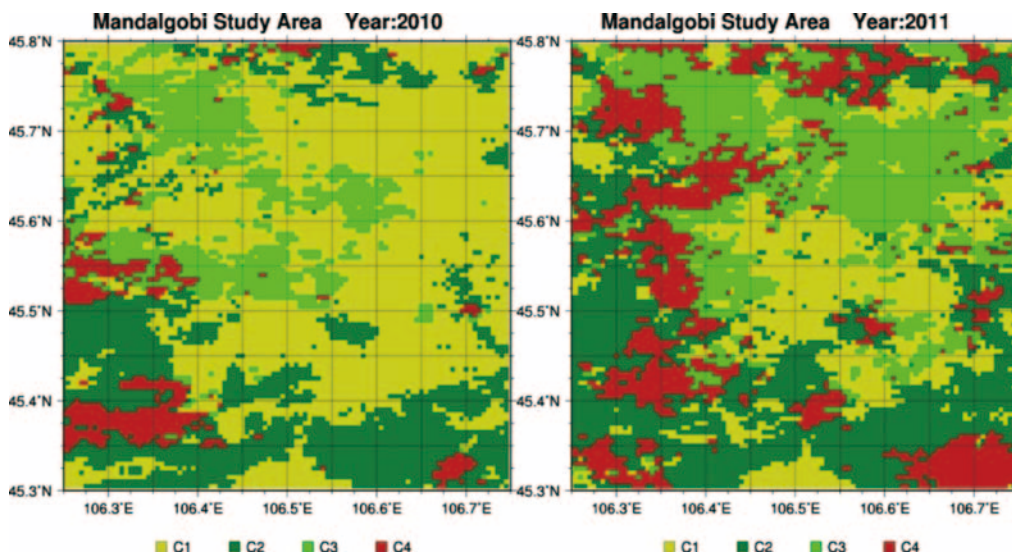 Mandalgobi Study Area Year:2010
45.8˚N
45.7˚N
45.6˚N
45.5˚N
45.4˚N
45.3˚N
106.3˚E 106.4˚E 106.5˚E 106.6˚E 106.7˚E
C1 C2 C3 C4
Mandalgobi Study Area Year:2011
45.8˚N
45.7˚N
45.6˚N
45.5˚N
45.4˚N
45.3˚N
106.3˚E 106.4˚E 106.5˚E 106.6˚E 106.7˚E
C1 C2 C3 C4